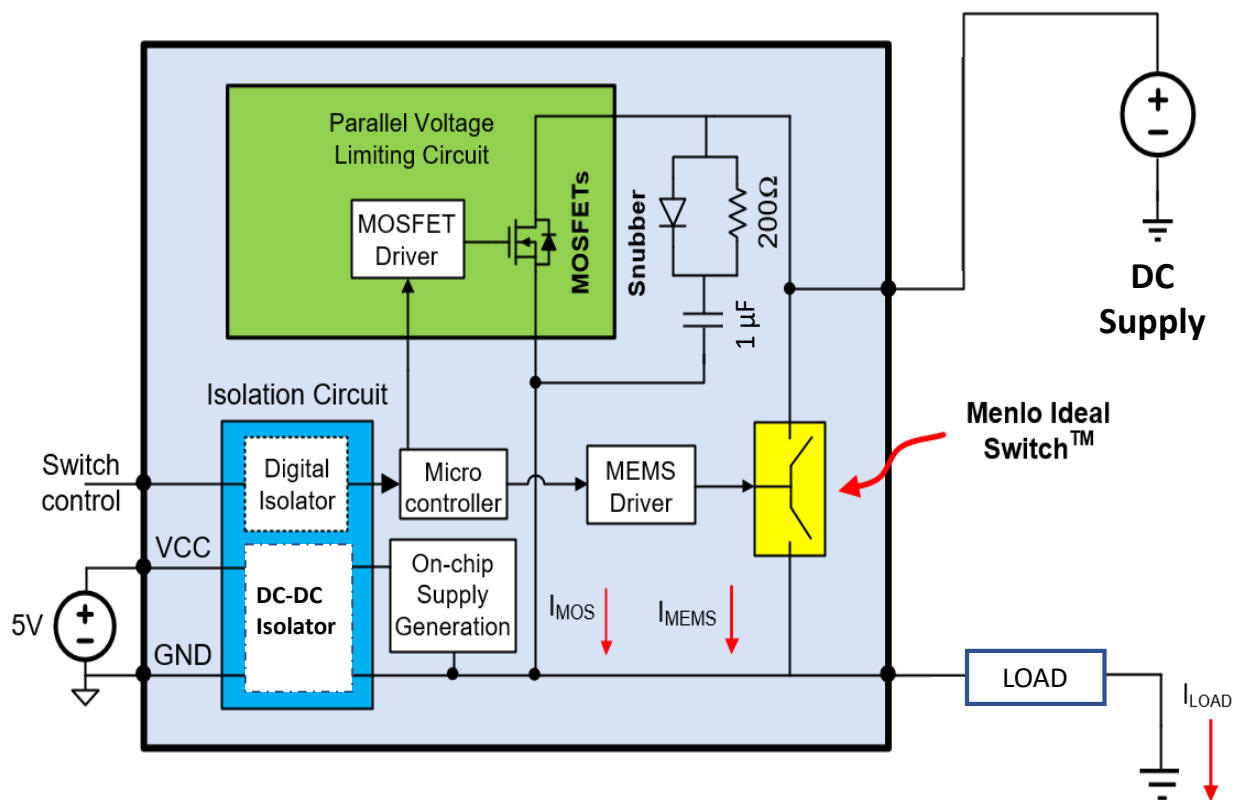 Parallel Voltage
Limiting Circuit
MOSFET
Driver
MOSFETs
Snubber
200Ω
1 µF
+
−
DC
Supply
Isolation Circuit
Switch
control
Digital
Isolator
Micro
controller
MEMS
Driver
Menlo Ideal
Switch™
VCC
5V
+
−
GND
DC-DC
Isolator
On-chip
Supply
Generation
IMOS
IMEMS
LOAD
ILOAD